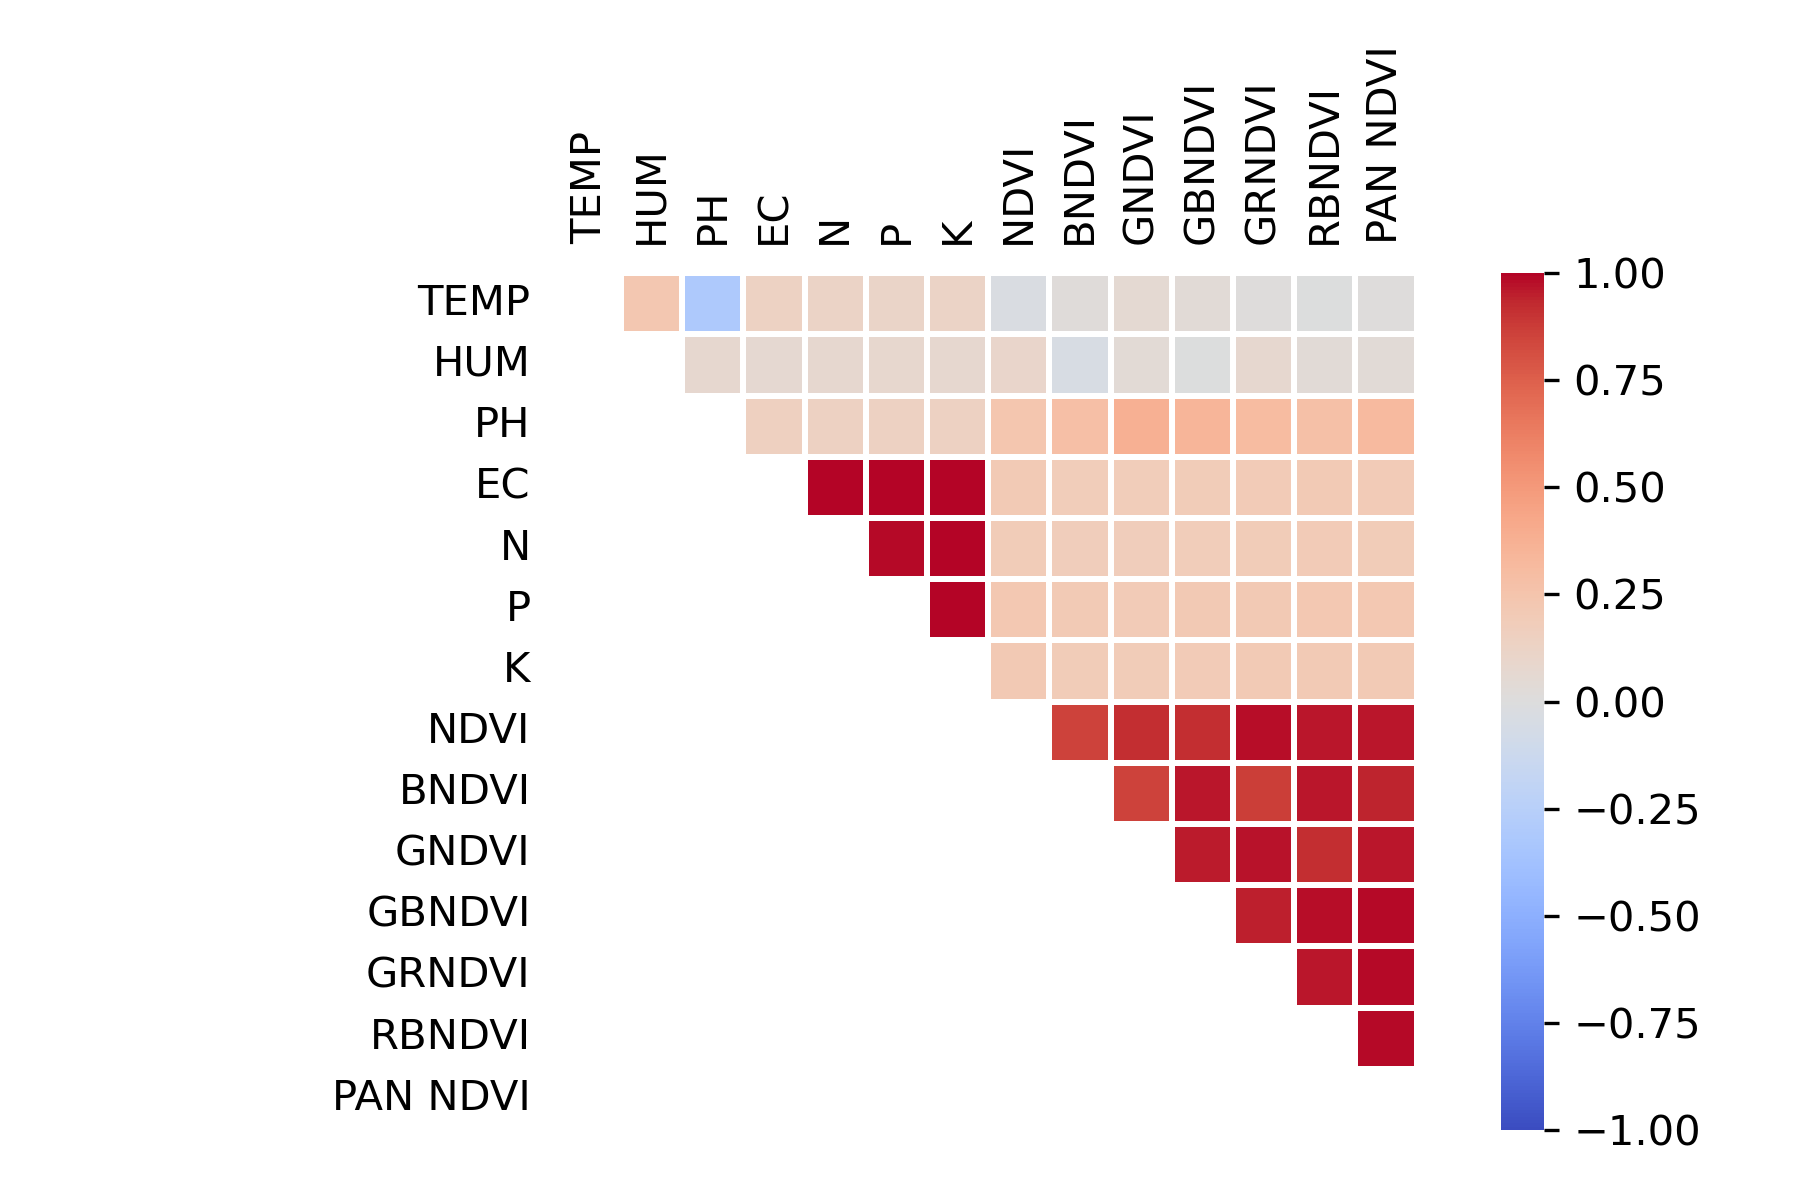 TEMP
HUM
PH
EC
N
P
K
NDVI
BNDVI
GNDVI
GBNDVI
GRNDVI
RBNDVI
PAN NDVI
TEMP
HUM
PH
EC
N
P
K
NDVI
BNDVI
GNDVI
GBNDVI
GRNDVI
RBNDVI
PAN NDVI
1.00
0.75
0.50
0.25
0.00
−0.25
−0.50
−0.75
−1.00